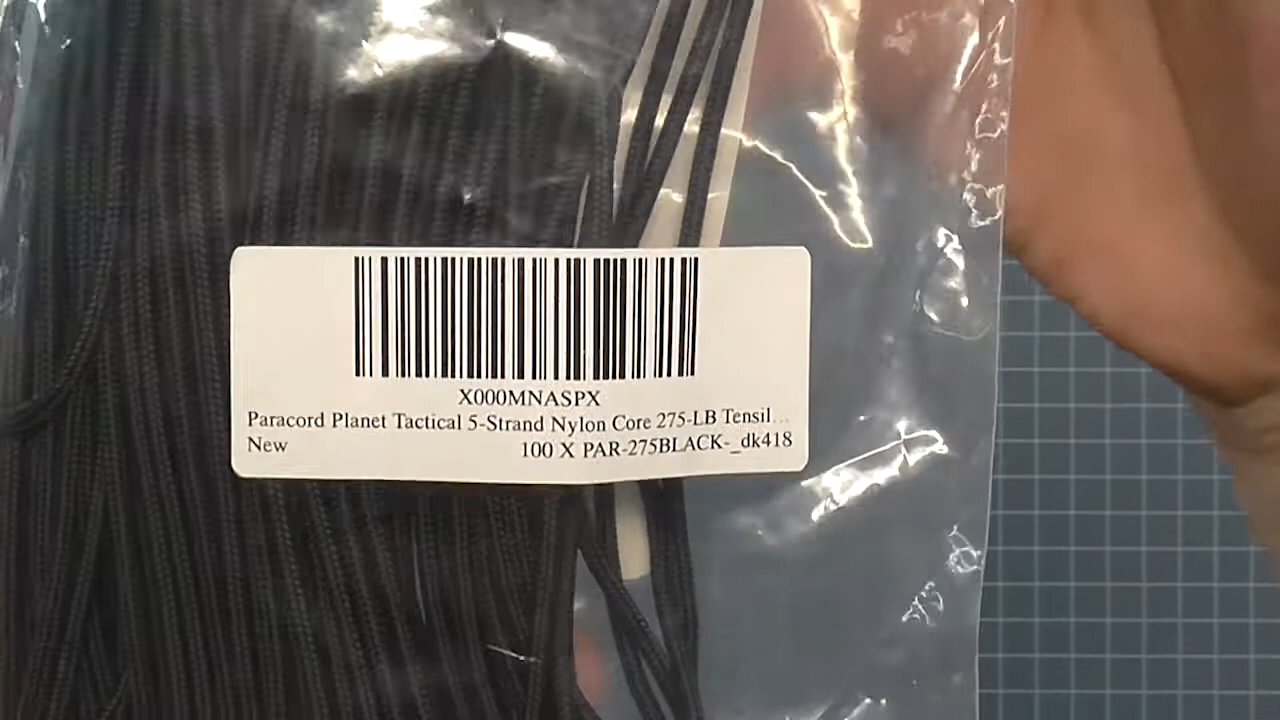 X000MNASPX
Paracord Planet Tactical 5-Strand Nylon Core 275-LB Tensil...
New 100 X PAR-275BLACK-_dk418